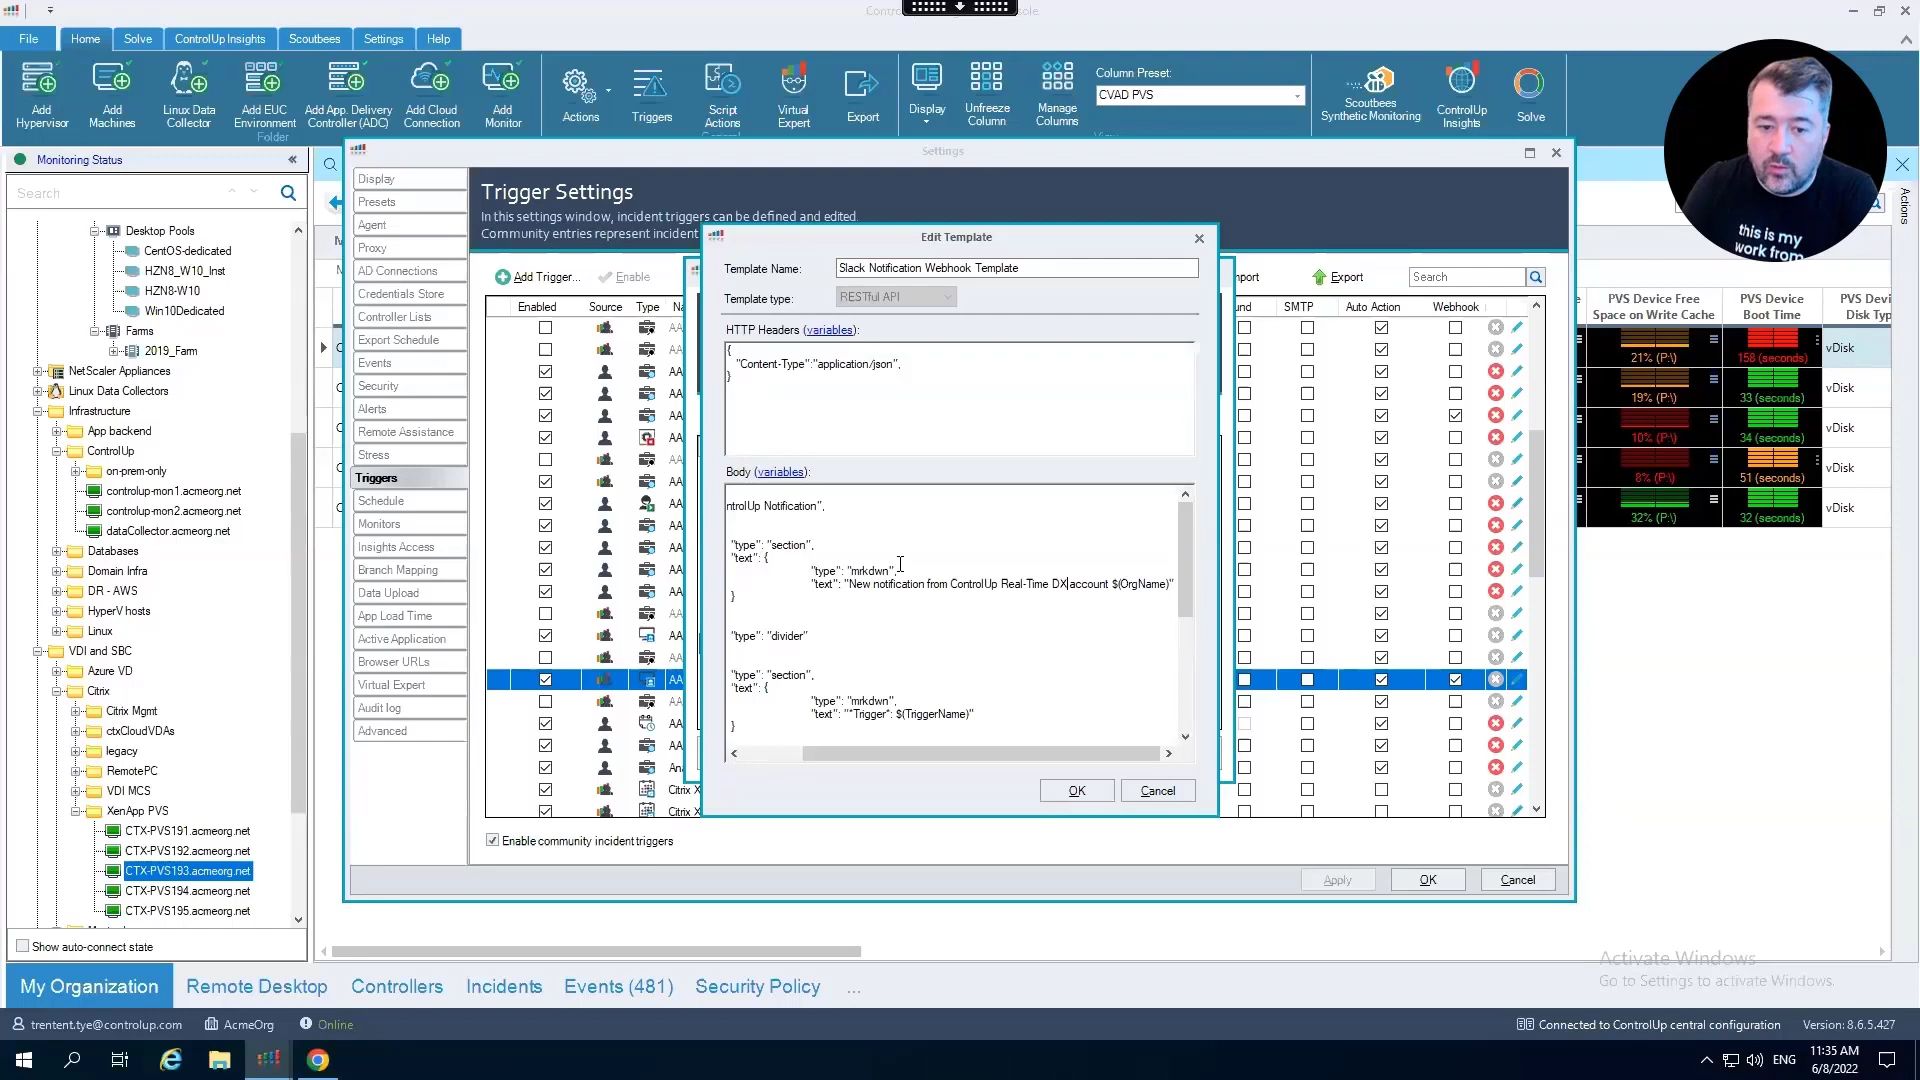 File
Home
Solve
ControlUp Insights
Scoutbees
Settings
Help
Add
Hypervisor
Add
Machines
Linux Data
Collector
Add EUC
Environment
Add App. Delivery
Controller (ADC)
Add Cloud
Connection
Add
Monitor
Folder
Actions
Triggers
Script
Actions
Virtual
Expert
Export
Display
Unfreeze
Column
Manage
Columns
Column Preset:
CVAD PVS
Scoutbees
Synthetic Monitoring
ControlUp
Insights
Solve
Monitoring Status
Search
Desktop Pools
CentOS-dedicated
HZN8_W10_Inst
HZN8-W10
Win10Dedicated
Farms
2019_Farm
NetScaler Appliances
Linux Data Collectors
Infrastructure
App backend
ControlUp
on-prem-only
controlup-mon1.acmeorg.net
controlup-mon2.acmeorg.net
dataCollector.acmeorg.net
Databases
Domain Infra
DR - AWS
HyperV hosts
Linux
VDI and SBC
Azure VD
Citrix
Citrix Mgmt
ctxCloudVDAs
legacy
RemotePC
VDI MCS
XenApp PVS
CTX-PVS191.acmeorg.net
CTX-PVS192.acmeorg.net
CTX-PVS193.acmeorg.net
CTX-PVS194.acmeorg.net
CTX-PVS195.acmeorg.net
Show auto-connect state
Settings
Display
Presets
Agent
Proxy
AD Connections
Credentials Store
Controller Lists
Export Schedule
Events
Security
Alerts
Remote Assistance
Stress
Triggers
Schedule
Monitors
Insights Access
Branch Mapping
Data Upload
App Load Time
Active Application
Browser URLs
Virtual Expert
Audit log
Advanced
Trigger Settings
In this settings window, incident triggers can be defined and edited.
Community entries represent incident
Add Trigger...
Enable
Export
Search
Enabled
Source
Type
SMTP
Auto Action
Webhook
Citrix X
Citrix X
Enable community incident triggers
Apply
OK
Cancel
Edit Template
Template Name:
Slack Notification Webhook Template
Template type:
RESTful API
HTTP Headers (variables):
{
"Content-Type":"application/json",
}
Body (variables):
ntrolUp Notification",
"type": "section",
"text": {
"type": "mrkdwn",
"text": "New notification from ControlUp Real-Time DX account $(OrgName)"
}
"type": "divider"
"type": "section",
"text": {
"type": "mrkdwn",
"text": "*Trigger*: $(TriggerName)"
}
OK
Cancel
this is my
work from
Actions
PVS Device Free
Space on Write Cache
PVS Device
Boot Time
PVS Devi
Disk Typ
21% (P:\)
158 (seconds)
vDisk
19% (P:\)
33 (seconds)
vDisk
10% (P:\)
34 (seconds)
vDisk
8% (P:\)
51 (seconds)
vDisk
32% (P:\)
32 (seconds)
vDisk
Activate Windows
Go to Settings to activate Windows.
My Organization
Remote Desktop
Controllers
Incidents
Events (481)
Security Policy
...
trentent.tye@controlup.com
AcmeOrg
Online
Connected to ControlUp central configuration
Version: 8.6.5.427
ENG
11:35 AM
6/8/2022